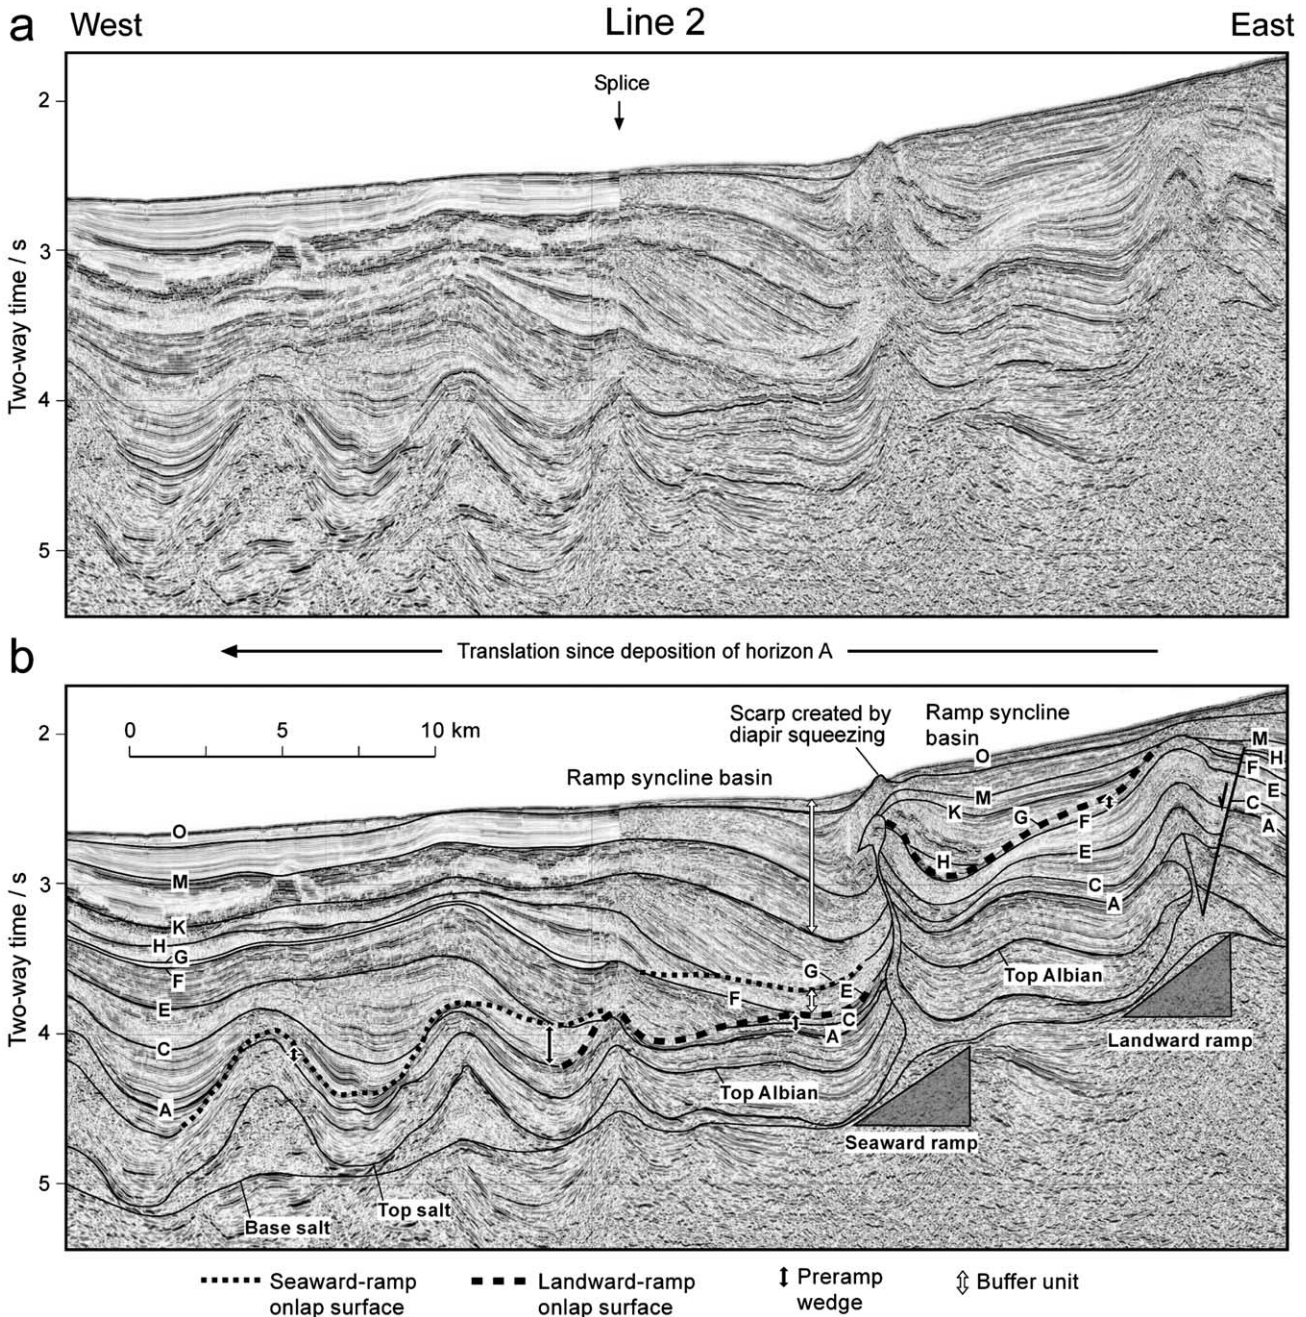 a West Line 2 East
Splice
2
3
4
5
Two-way time / s
b Translation since deposition of horizon A
0 5 10 km
Scarp created by
diapir squeezing
Ramp syncline
basin
Ramp syncline basin
2
3
4
5
Two-way time / s
O
M
K
H
G
F
E
C
A
G
E
F
C
A
O
M
K
G
H
F
E
C
A
M
H
F
E
C
A
Top Albian
Top Albian
Landward ramp
Seaward ramp
Top salt
Base salt
Seaward-ramp
onlap surface
Landward-ramp
onlap surface
Preramp
wedge
Buffer unit